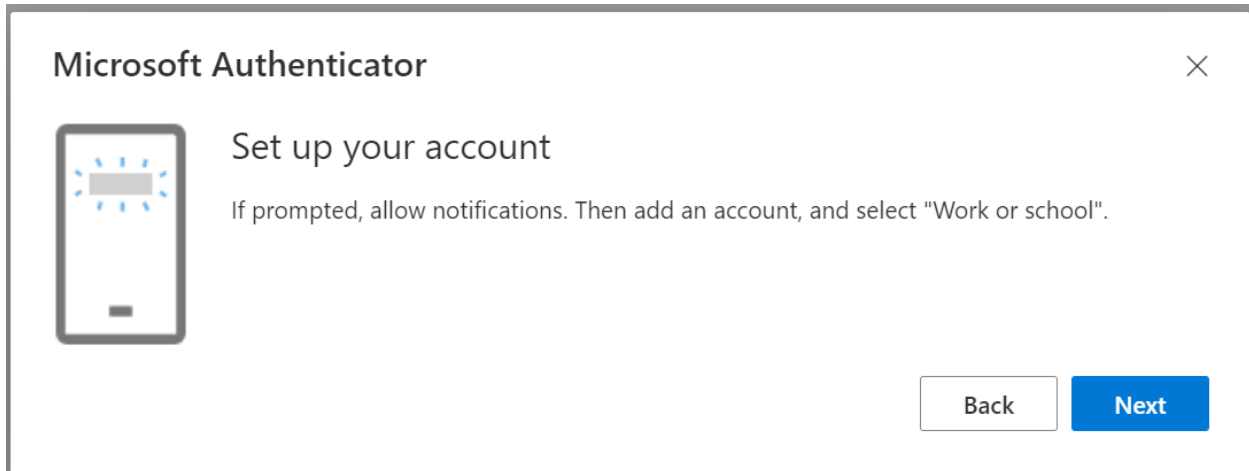 Microsoft Authenticator
Set up your account
If prompted, allow notifications. Then add an account, and select "Work or school".
Back
Next